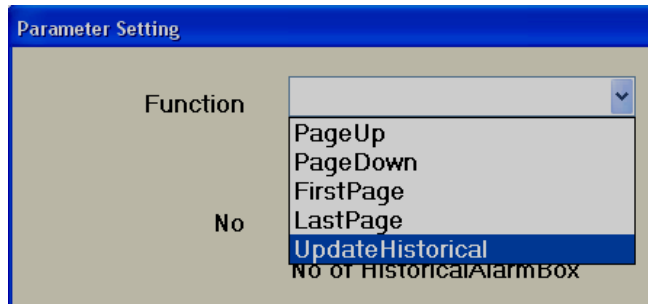 Parameter Setting
Function
PageUp
PageDown
FirstPage
No
LastPage
UpdateHistorical
No of HistoricalAlarmBox